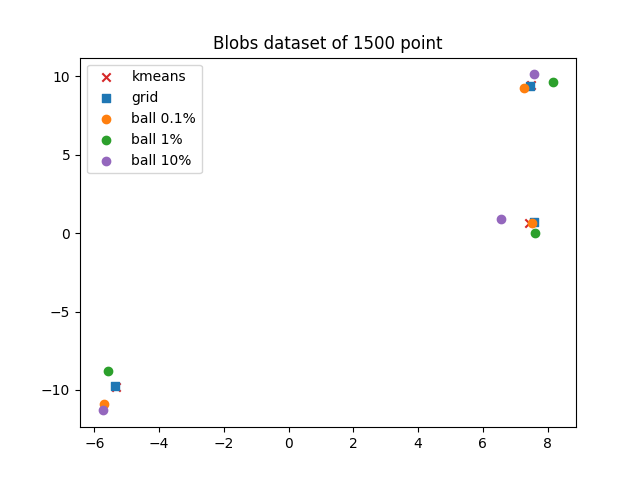 Blobs dataset of 1500 point
kmeans
grid
ball 0.1%
ball 1%
ball 10%
10
5
0
−5
−10
−6 −4 −2 0 2 4 6 8